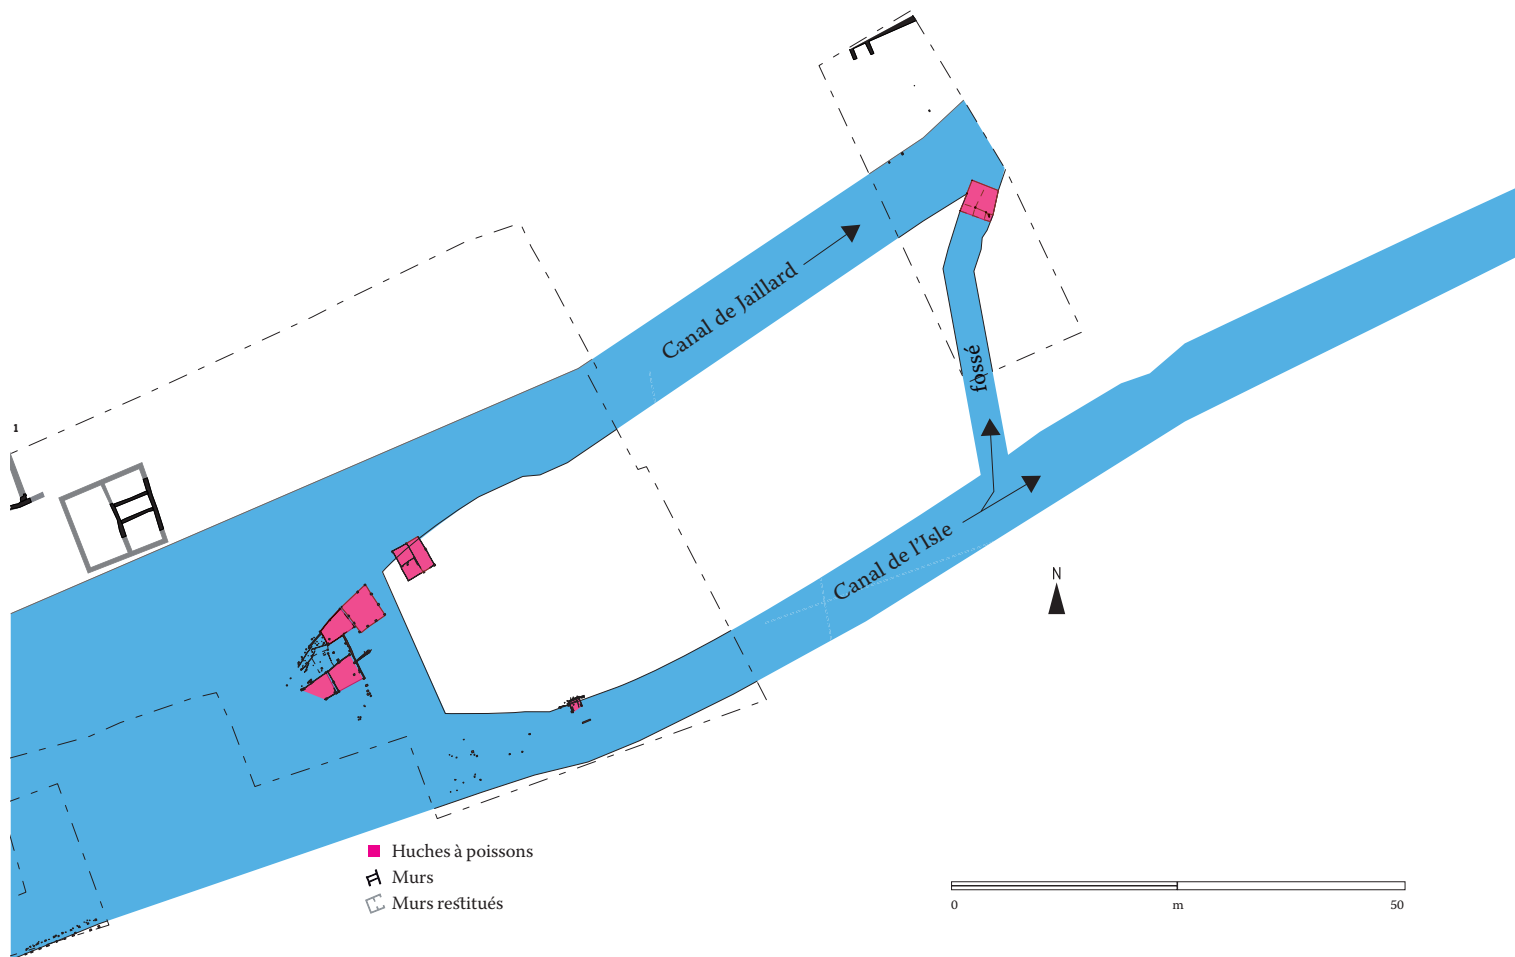 Canal de Jaillard
fossé
1
Canal de l'Isle
N
Huches à poissons
Murs
Murs restitués
0 m 50